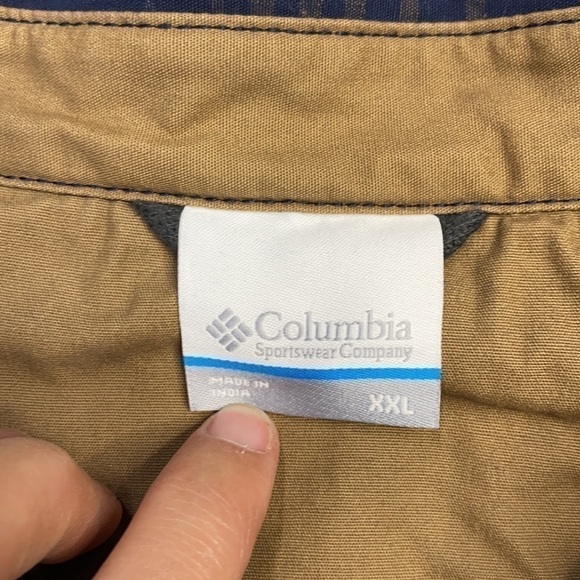 Columbia
Sportswear Company
MADE IN
INDIA
XXL